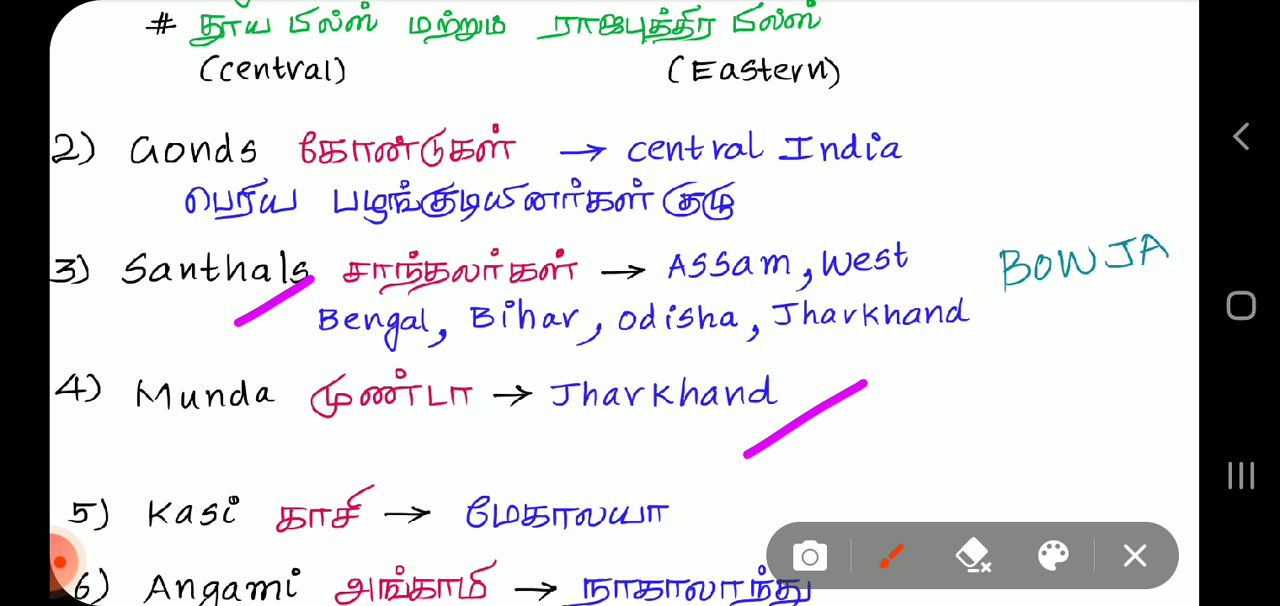 # தூய பில்ஸ் மற்றும் ராஜபுத்திர பில்ஸ்
(central) (Eastern)
2) Gonds கோண்டுகள் → central India
பெரிய பழங்குடியினர்கள் குழு
3) Santhals சாந்தலர்கள் → Assam, West
BOWJA
Bengal, Bihar, odisha, Jharkhand
4) Munda முண்டா → Jharkhand
5) Kasi காசி → மேகாலயா
6) Angami அங்காமி → நாகாலாந்து